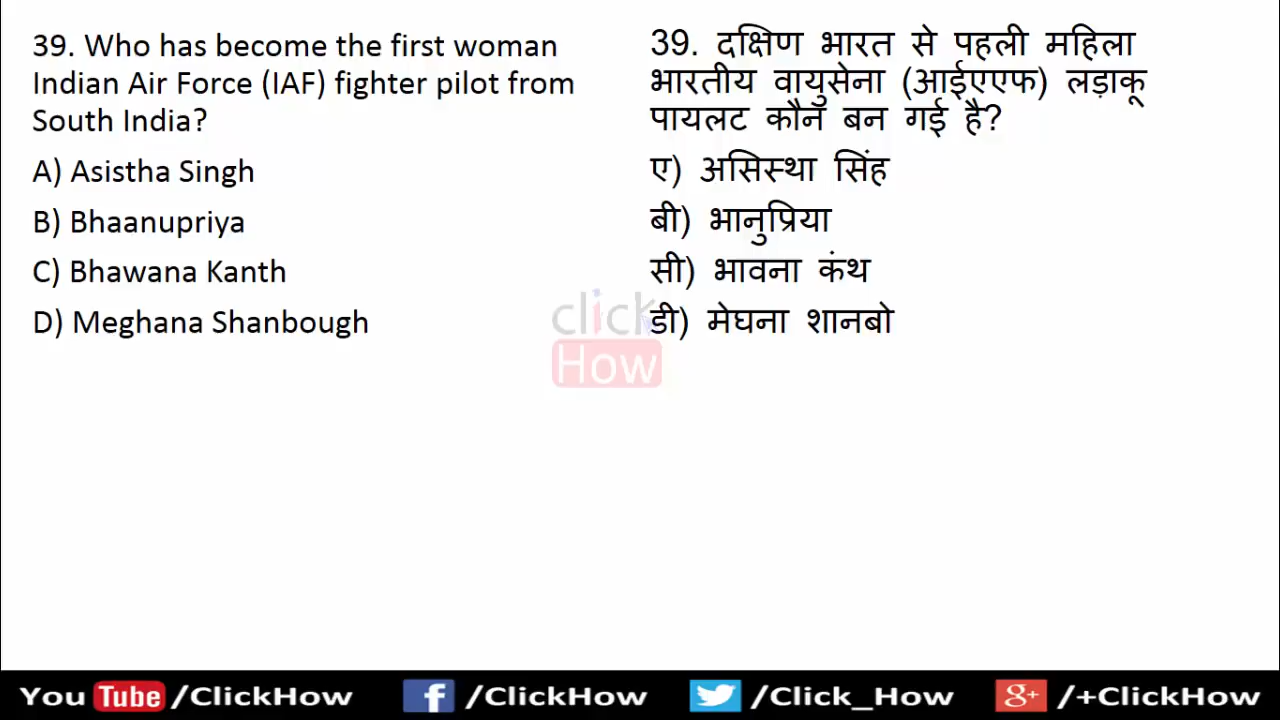 39. Who has become the first woman
Indian Air Force (IAF) fighter pilot from
South India?
A) Asistha Singh
B) Bhaanupriya
C) Bhawana Kanth
D) Meghana Shanbough
39. दक्षिण भारत से पहली महिला
भारतीय वायुसेना (आईएएफ) लड़ाकू
पायलट कौन बन गई है?
ए) असिस्था सिंह
बी) भानुप्रिया
सी) भावना कंथ
डी) मेघना शानबो
click
How
You Tube /ClickHow f /ClickHow /Click_How g+ /+ClickHow